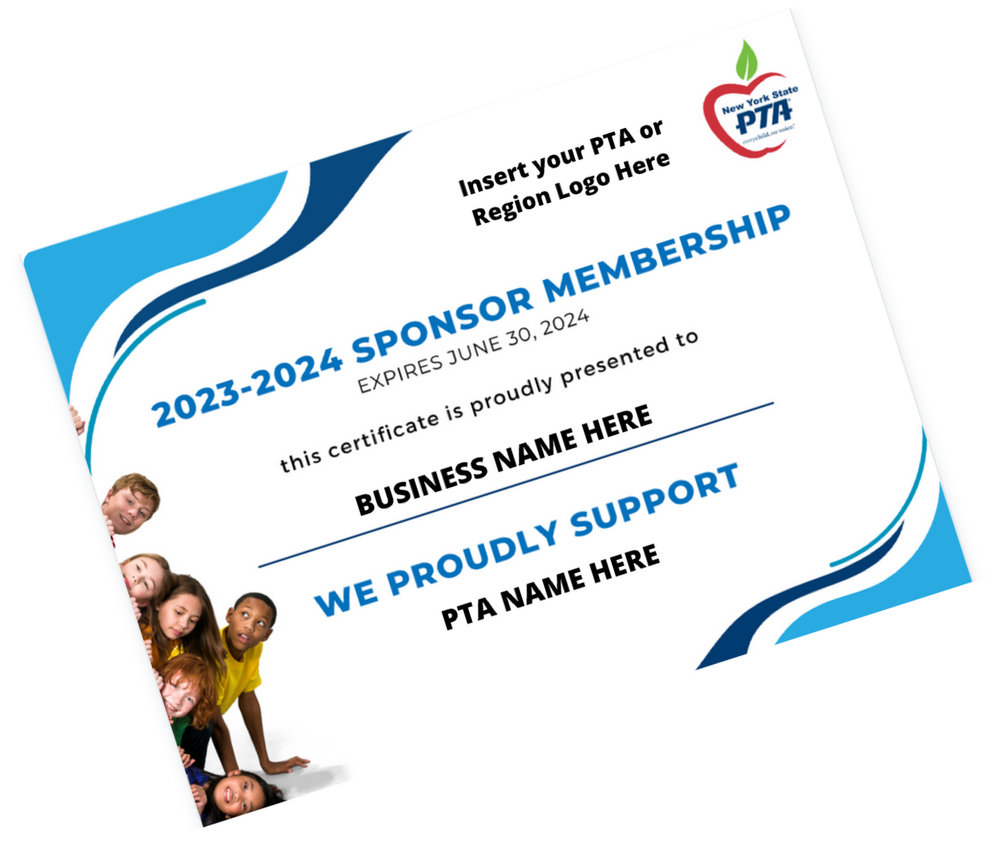 New York State
PTA®
everychild.onevoice.®
Insert your PTA or
Region Logo Here
2023-2024 SPONSOR MEMBERSHIP
EXPIRES JUNE 30, 2024
this certificate is proudly presented to
BUSINESS NAME HERE
WE PROUDLY SUPPORT
PTA NAME HERE